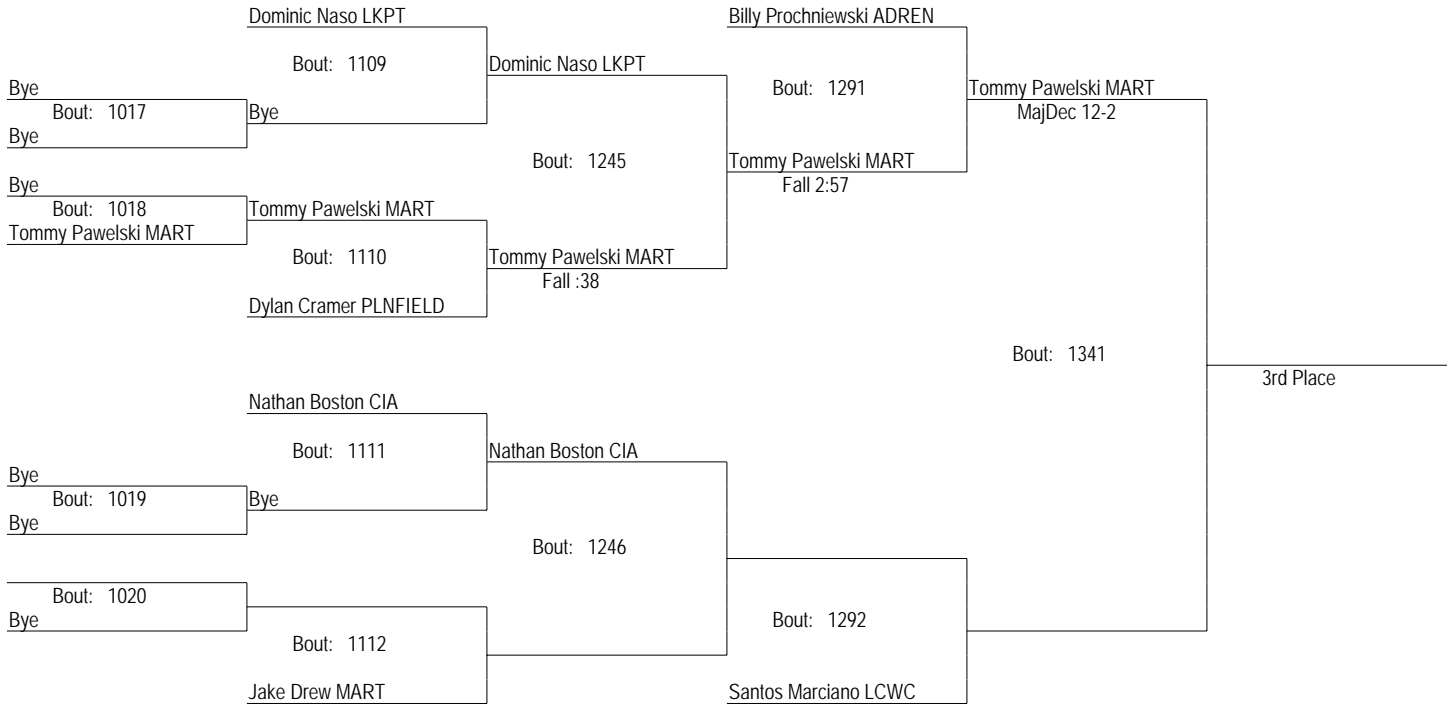 Dominic Naso LKPT
Billy Prochniewski ADREN
Bout: 1109
Dominic Naso LKPT
Bye
Bout: 1291
Tommy Pawelski MART
Bout: 1017
Bye
MajDec 12-2
Bye
Bout: 1245
Tommy Pawelski MART
Bye
Fall 2:57
Bout: 1018
Tommy Pawelski MART
Tommy Pawelski MART
Bout: 1110
Tommy Pawelski MART
Fall :38
Dylan Cramer PLNFIELD
Bout: 1341
3rd Place
Nathan Boston CIA
Bout: 1111
Nathan Boston CIA
Bye
Bout: 1019
Bye
Bye
Bout: 1246
Bout: 1020
Bye
Bout: 1292
Bout: 1112
Jake Drew MART
Santos Marciano LCWC